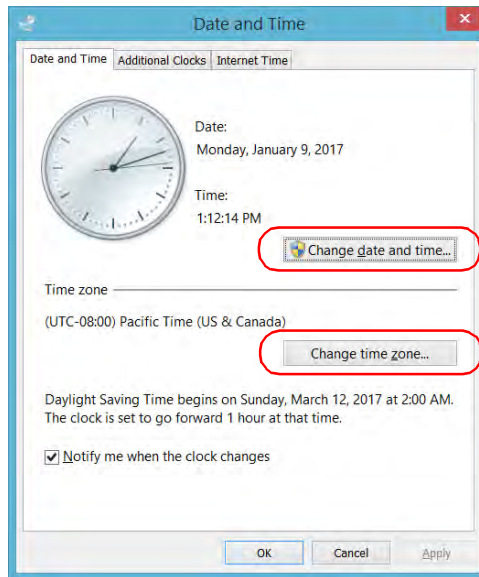 Date and Time
Date and Time Additional Clocks Internet Time
Date:
Monday, January 9, 2017
Time:
1:12:14 PM
Change date and time...
Time zone
(UTC-08:00) Pacific Time (US & Canada)
Change time zone...
Daylight Saving Time begins on Sunday, March 12, 2017 at 2:00 AM.
The clock is set to go forward 1 hour at that time.
Notify me when the clock changes
OK Cancel Apply